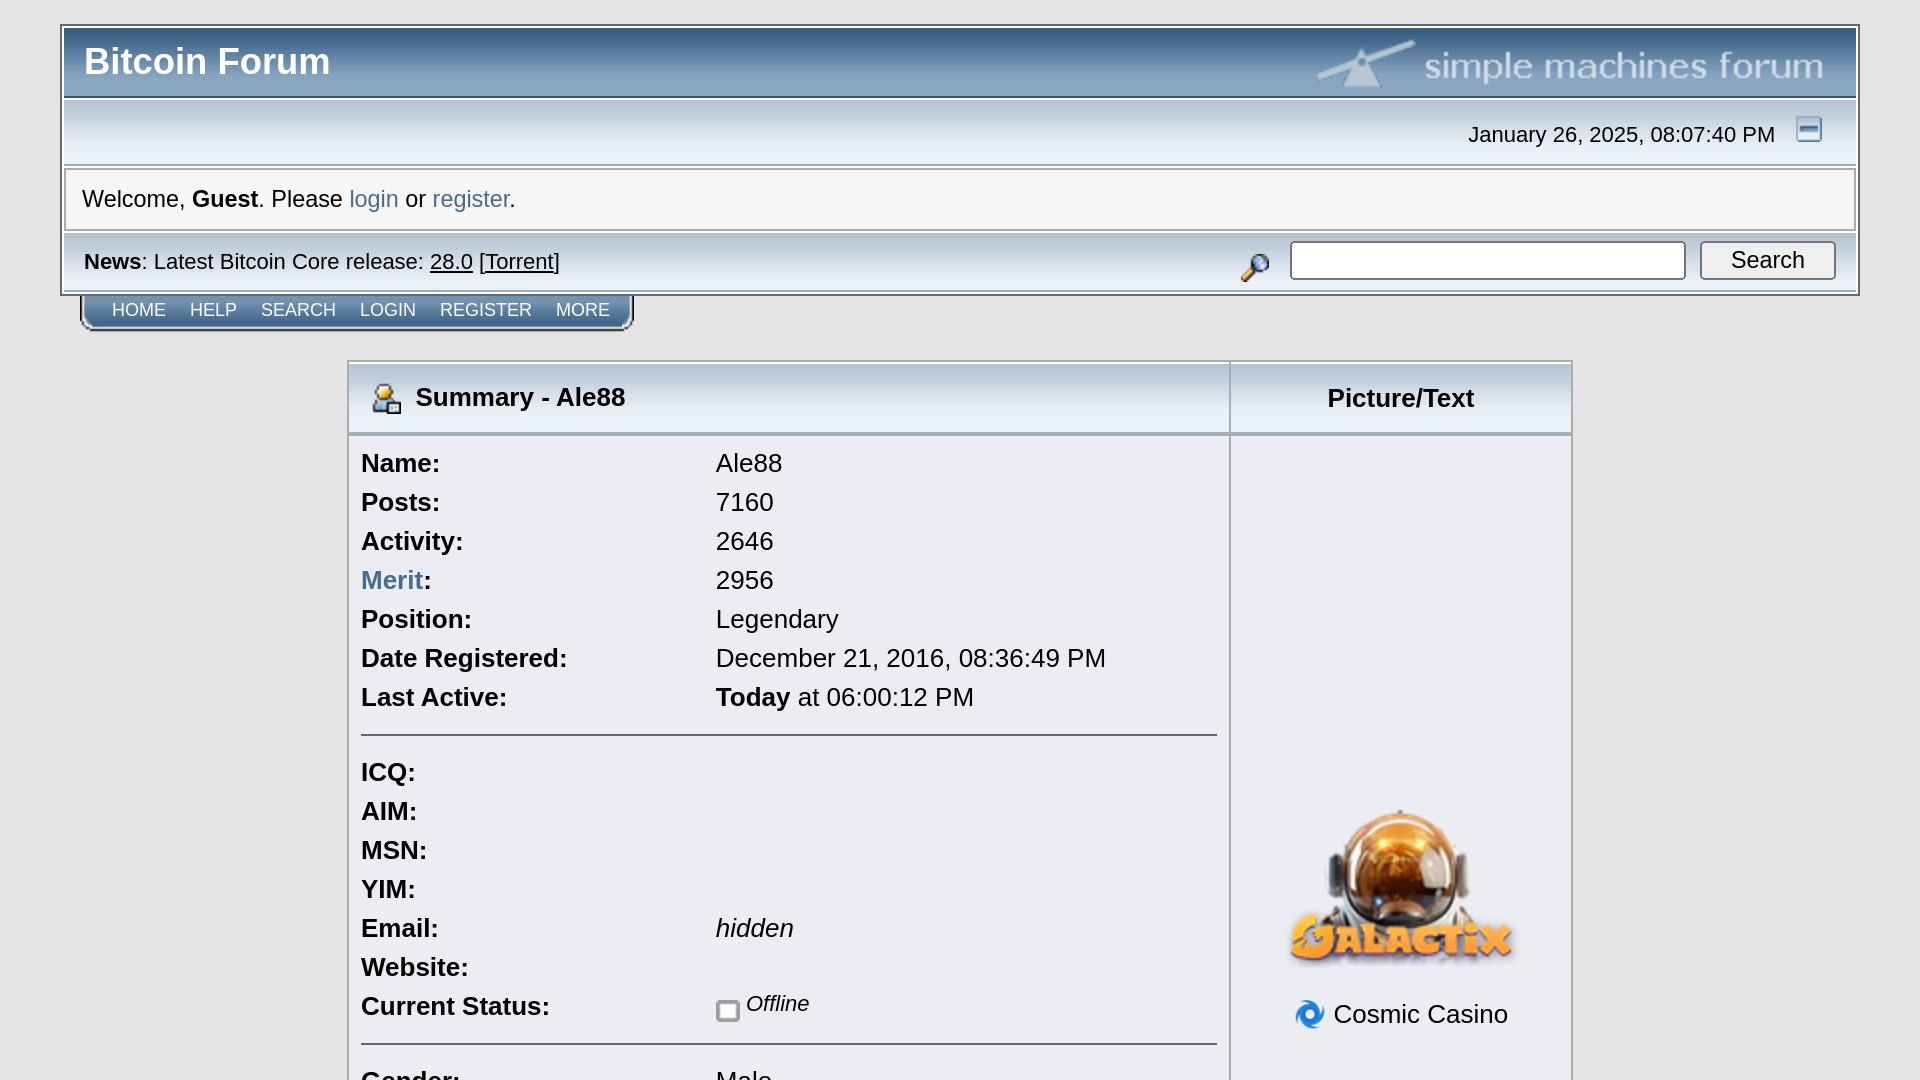 Bitcoin Forum
simple machines forum
January 26, 2025, 08:07:40 PM
Welcome, Guest. Please login or register.
News: Latest Bitcoin Core release: 28.0 [Torrent]
Search
HOME HELP SEARCH LOGIN REGISTER MORE
Summary - Ale88
Picture/Text
Name: Ale88
Posts: 7160
Activity: 2646
Merit: 2956
Position: Legendary
Date Registered: December 21, 2016, 08:36:49 PM
Last Active: Today at 06:00:12 PM
ICQ:
AIM:
MSN:
YIM:
Email: hidden
Website:
Current Status: Offline
GALACTIX
Cosmic Casino
Gender: Male